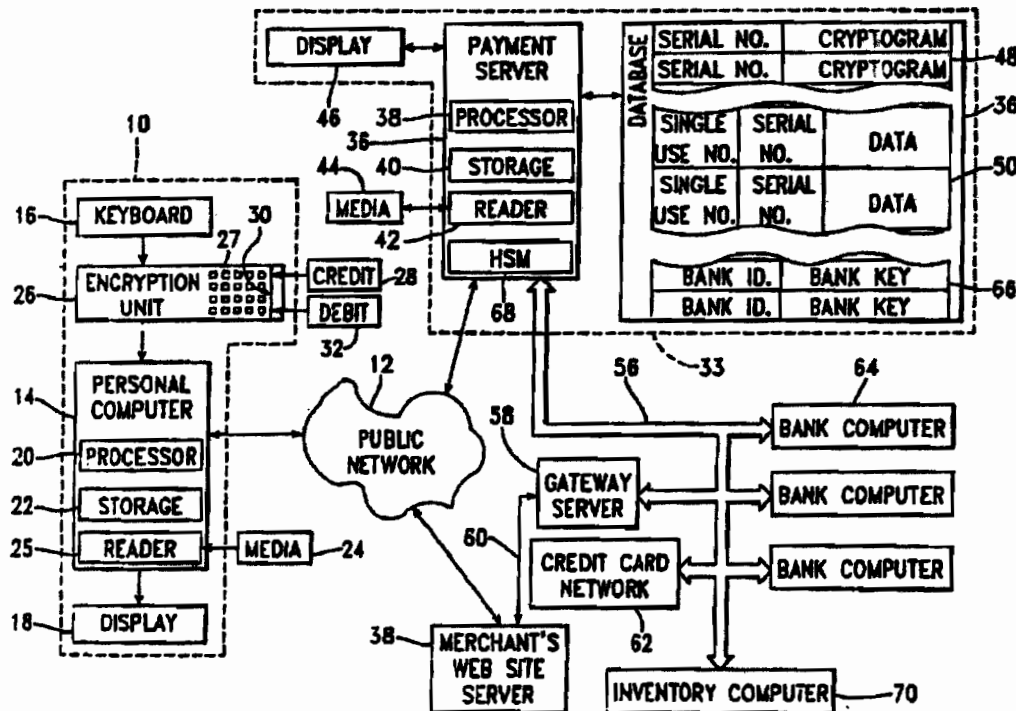 DISPLAY
46
PAYMENT
SERVER
38
PROCESSOR
36
40
STORAGE
44
MEDIA
READER
42
HSM
68
DATABASE
SERIAL NO. CRYPTOGRAM
48
SERIAL NO. CRYPTOGRAM
36
SINGLE USE NO. SERIAL NO. DATA
50
SINGLE USE NO. SERIAL NO. DATA
BANK ID. BANK KEY
66
BANK ID. BANK KEY
33
10
16
KEYBOARD
27
30
26
ENCRYPTION
UNIT
CREDIT
28
DEBIT
32
14
PERSONAL
COMPUTER
20
PROCESSOR
22
STORAGE
25
READER
MEDIA
24
18
DISPLAY
12
PUBLIC
NETWORK
56
64
58
BANK COMPUTER
GATEWAY
SERVER
BANK COMPUTER
60
CREDIT CARD
NETWORK
62
BANK COMPUTER
38
MERCHANT'S
WEB SITE
SERVER
INVENTORY COMPUTER
70